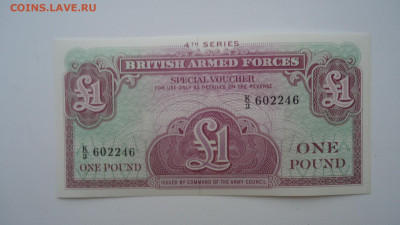 COINS.LAVE.RU
4TH SERIES
BRITISH ARMED FORCES
SPECIAL VOUCHER
FOR USE ONLY AS DETAILED ON THE REVERSE
£1
K/3 602246
£1
K/3 602246
£1
ONE POUND
ONE POUND
ISSUED BY COMMAND OF THE ARMY COUNCIL